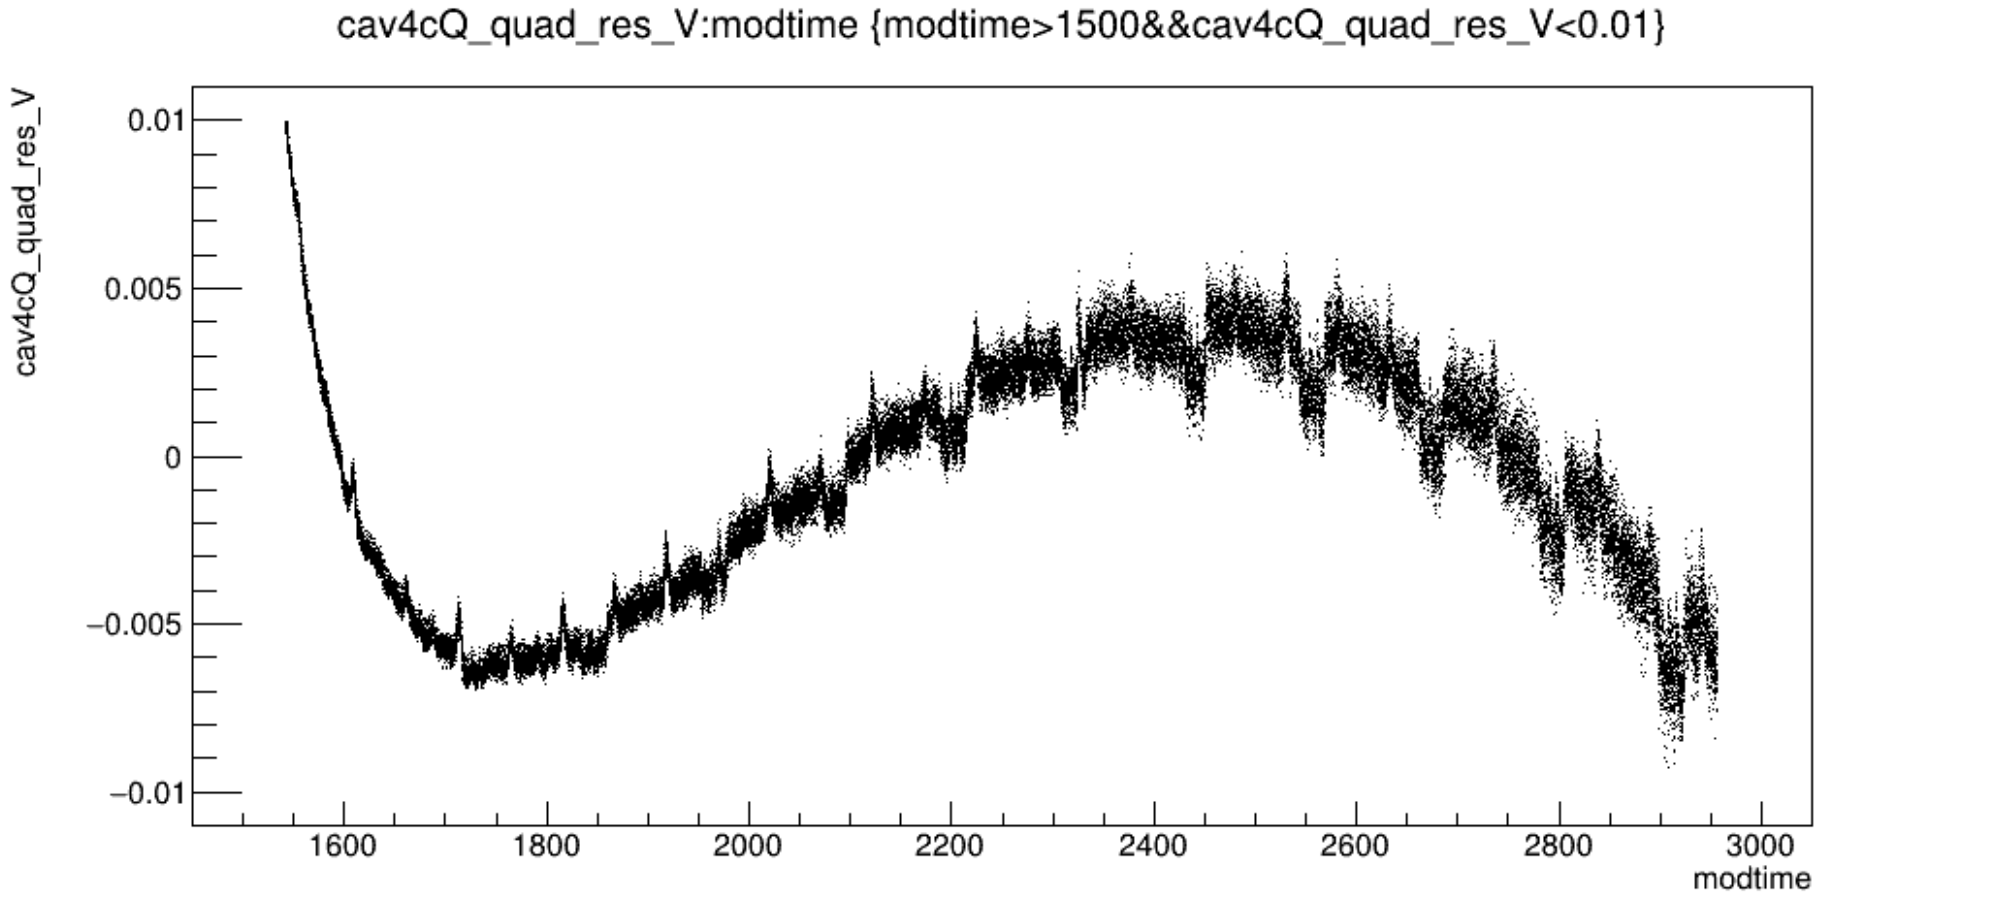 cav4cQ_quad_res_V:modtime {modtime>1500&&cav4cQ_quad_res_V<0.01}
cav4cQ_quad_res_V
0.01
0.005
0
−0.005
−0.01
1600 1800 2000 2200 2400 2600 2800 3000
modtime